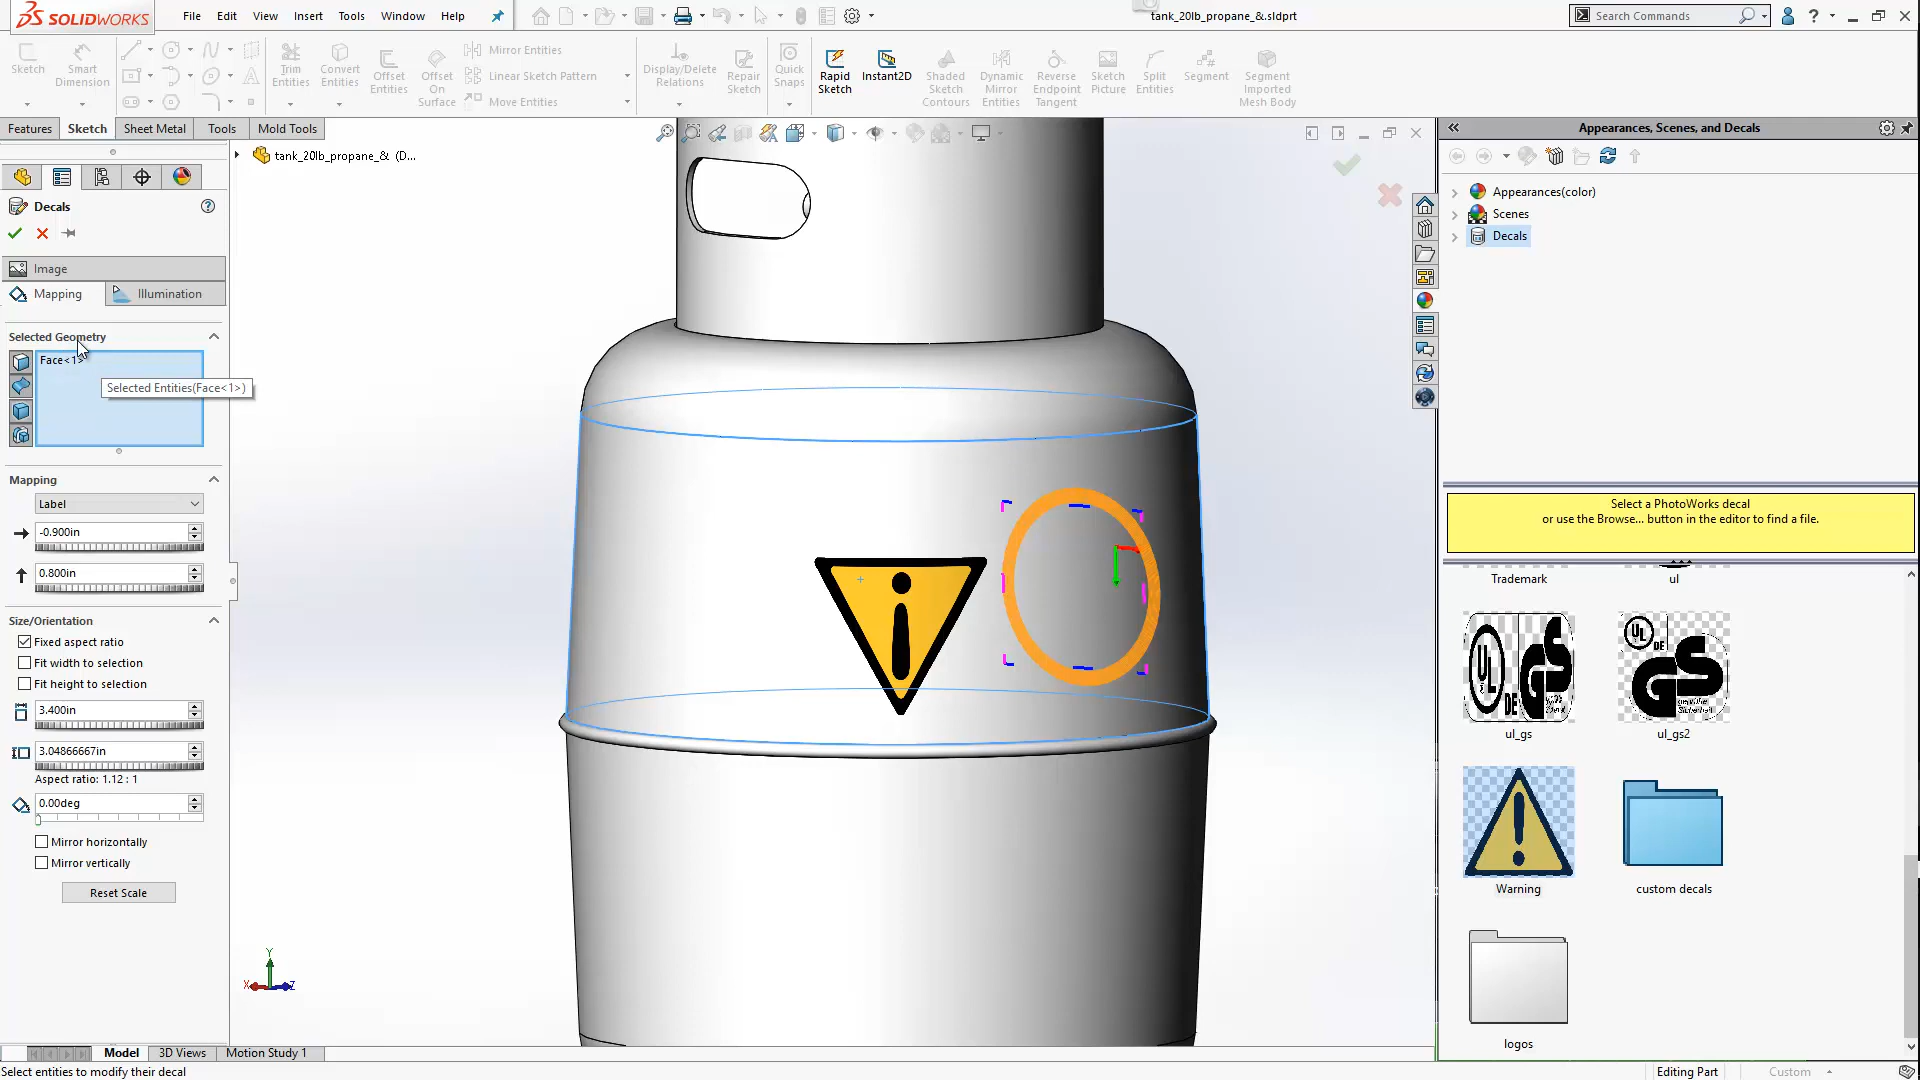 SOLIDWORKS
File Edit View Insert Tools Window Help
tank_20lb_propane_&.sldprt
Search Commands
Sketch
Smart Dimension
Trim Entities
Convert Entities
Offset Entities
Offset On Surface
Mirror Entities
Linear Sketch Pattern
Move Entities
Display/Delete Relations
Repair Sketch
Quick Snaps
Rapid Sketch
Instant2D
Shaded Sketch Contours
Dynamic Mirror Entities
Reverse Endpoint Tangent
Sketch Picture
Split Entities
Segment
Segment Imported Mesh Body
Features Sketch Sheet Metal Tools Mold Tools
tank_20lb_propane_& (D...
Decals
Image
Mapping Illumination
Selected Geometry
Face<1>
Selected Entities(Face<1>)
Mapping
Label
-0.900in
0.800in
Size/Orientation
Fixed aspect ratio
Fit width to selection
Fit height to selection
3.400in
3.04866667in
Aspect ratio: 1.12 : 1
0.00deg
Mirror horizontally
Mirror vertically
Reset Scale
Y
X Z
Model 3D Views Motion Study 1
Select entities to modify their decal
Editing Part Custom
Appearances, Scenes, and Decals
Appearances(color)
Scenes
Decals
Select a PhotoWorks decal
or use the Browse... button in the editor to find a file.
Trademark ul
UL DE GS
UL DE GS
ul_gs ul_gs2
Warning custom decals
logos